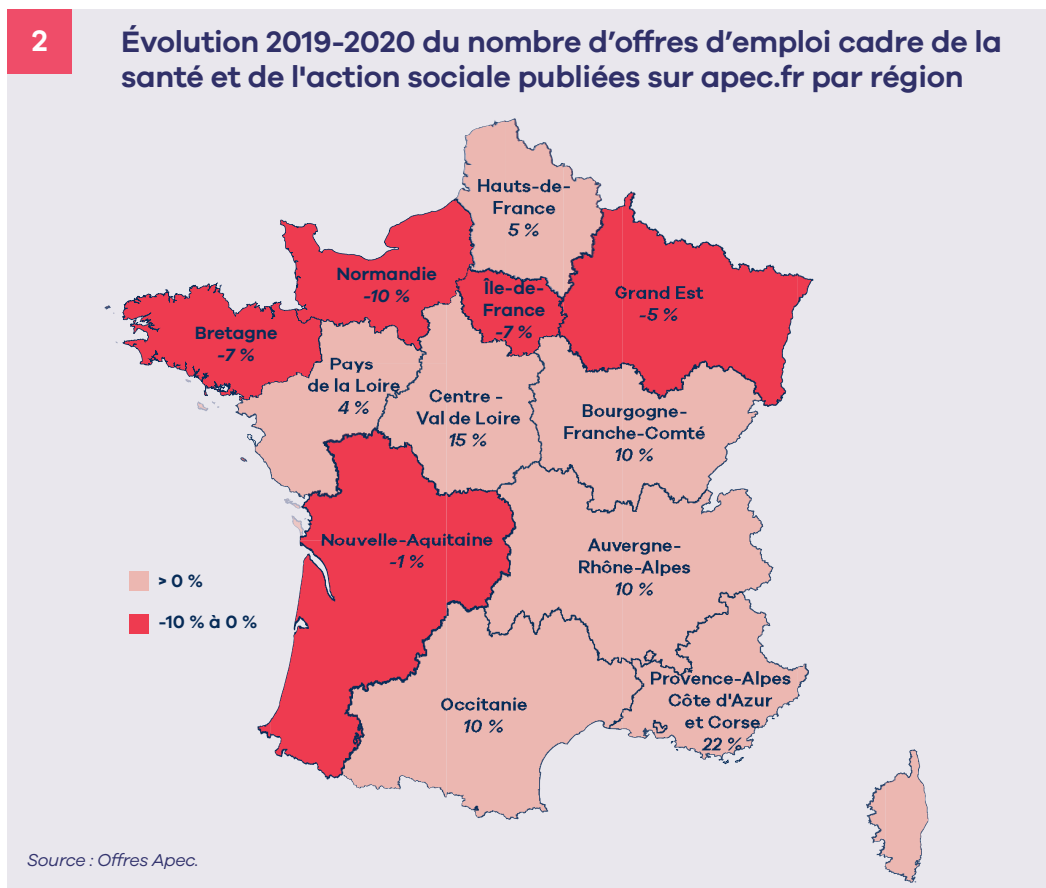 2
Évolution 2019-2020 du nombre d’offres d’emploi cadre de la
santé et de l'action sociale publiées sur apec.fr par région
Hauts-de-
France
5 %
Normandie
-10 %
Île-de-
France
-7 %
Grand Est
-5 %
Bretagne
-7 %
Pays
de la Loire
4 %
Centre -
Val de Loire
15 %
Bourgogne-
Franche-Comté
10 %
Nouvelle-Aquitaine
-1 %
Auvergne-
Rhône-Alpes
10 %
> 0 %
-10 % à 0 %
Occitanie
10 %
Provence-Alpes
Côte d'Azur
et Corse
22 %
Source : Offres Apec.